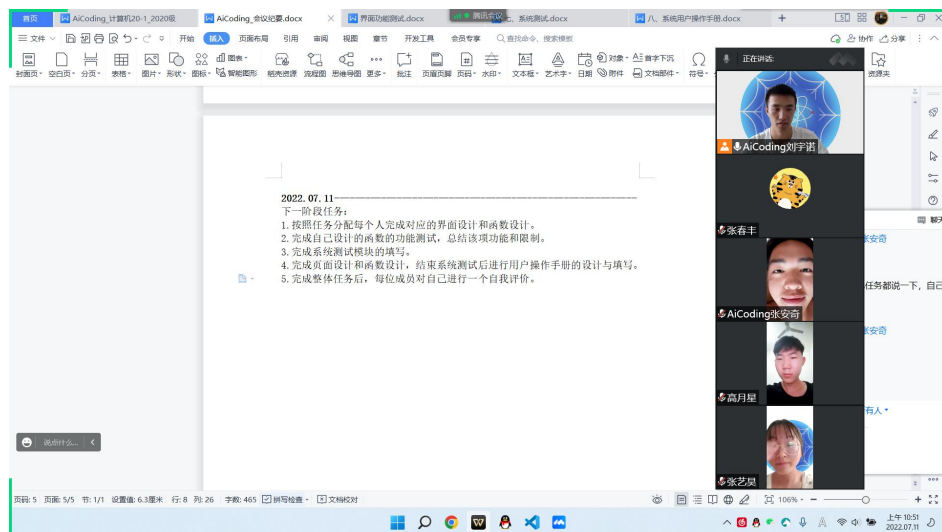 首页
AiCoding_计算机20-1_2020级
AiCoding_会议纪要.docx
界面功能测试.docx
腾讯会议
七、系统测试.docx
八、系统用户操作手册.docx
文件
开始
插入
页面布局
引用
审阅
视图
章节
开发工具
会员专享
查找命令、搜索模板
协作
分享
封面页
空白页
分页
表格
图片
形状
图标
图表
智能图形
稻壳资源
流程图
思维导图
更多
批注
页眉页脚
页码
水印
文本框
艺术字
日期
对象
附件
首字下沉
文档部件
符号
资源夹
正在讲话:
AiCoding刘宇诺
张春丰
AiCoding张安奇
高月星
张艺昊
2022.07.11
下一阶段任务:
1.按照任务分配每个人完成对应的界面设计和函数设计。
2.完成自己设计的函数的功能测试，总结该项功能和限制。
3.完成系统测试模块的填写。
4.完成页面设计和函数设计，结束系统测试后进行用户操作手册的设计与填写。
5.完成整体任务后，每位成员对自己进行一个自我评价。
聊天
张安奇
任务都说一下，自己
张安奇
有人
说点什么...
页码: 5 页面: 5/5 节: 1/1 设置值: 6.3厘米 行: 8 列: 26 字数: 465 拼写检查 文档校对
106%
上午 10:51
2022.07.11